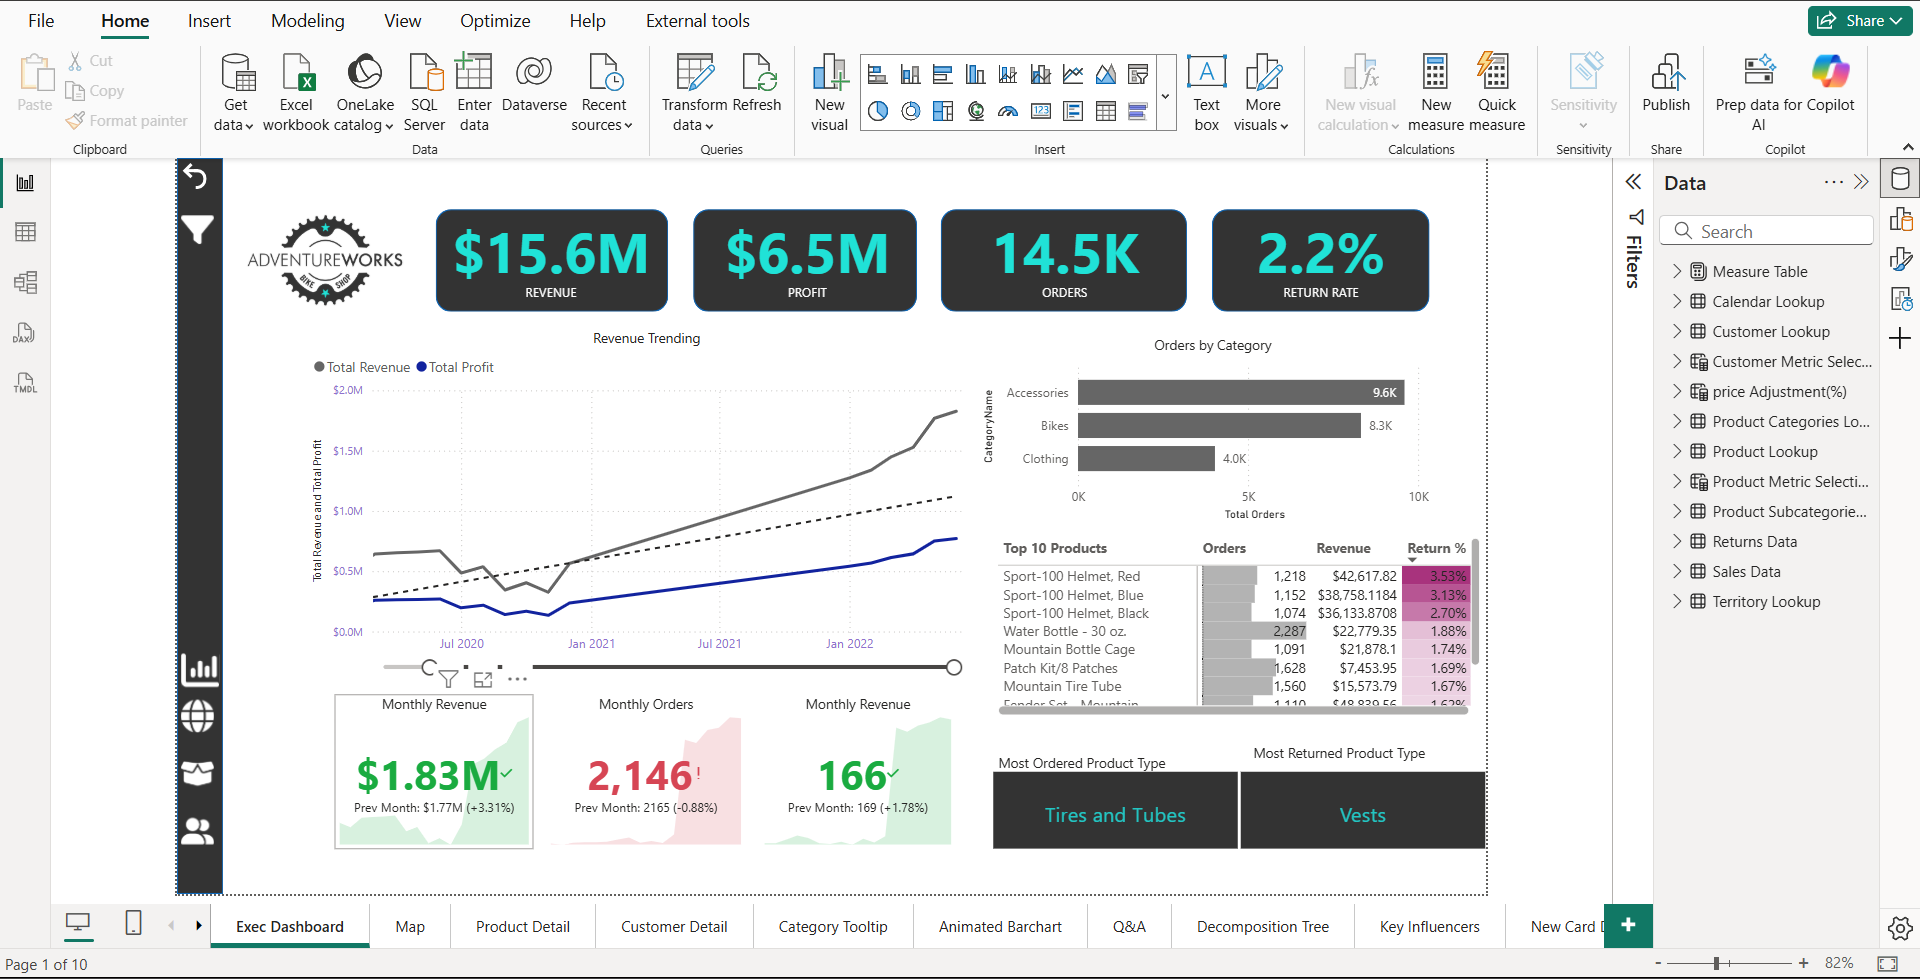 File Home Insert Modeling View Optimize Help External tools Share
Paste Cut
Copy
Format painter
Clipboard
Get data
Excel workbook
OneLake catalog
SQL Server
Enter data
Dataverse
Recent sources
Data
Transform data
Refresh
Queries
New visual
123
A
Text box
More visuals
Insert
New visual calculation
New measure
Quick measure
Calculations
Sensitivity
Sensitivity
Publish
Share
Prep data for AI
Copilot
Copilot
DAX
TMDL
ADVENTUREWORKS
BIKE SHOP
$15.6M
REVENUE
$6.5M
PROFIT
14.5K
ORDERS
2.2%
RETURN RATE
Revenue Trending
Total Revenue Total Profit
Total Revenue and Total Profit
$2.0M
$1.5M
$1.0M
$0.5M
$0.0M
Jul 2020 Jan 2021 Jul 2021 Jan 2022
Orders by Category
CategoryName
Accessories 9.6K
Bikes 8.3K
Clothing 4.0K
0K 5K 10K
Total Orders
Top 10 Products Orders Revenue Return %
Sport-100 Helmet, Red 1,218 $42,617.82 3.53%
Sport-100 Helmet, Blue 1,152 $38,758.1184 3.13%
Sport-100 Helmet, Black 1,074 $36,133.8708 2.70%
Water Bottle - 30 oz. 2,287 $22,779.35 1.88%
Mountain Bottle Cage 1,091 $21,878.1 1.74%
Patch Kit/8 Patches 1,628 $7,453.95 1.69%
Mountain Tire Tube 1,560 $15,573.79 1.67%
Fender Set - Mountain 1,110 $48,839.56 1.62%
Monthly Revenue
$1.83M
Prev Month: $1.77M (+3.31%)
Monthly Orders
2,146!
Prev Month: 2165 (-0.88%)
Monthly Revenue
166
Prev Month: 169 (+1.78%)
Most Ordered Product Type
Tires and Tubes
Most Returned Product Type
Vests
Filters
Data
Search
Measure Table
Calendar Lookup
Customer Lookup
Customer Metric Selec...
price Adjustment(%)
Product Categories Lo...
Product Lookup
Product Metric Selecti...
Product Subcategorie...
Returns Data
Sales Data
Territory Lookup
Exec Dashboard Map Product Detail Customer Detail Category Tooltip Animated Barchart Q&A Decomposition Tree Key Influencers New Card +
Page 1 of 10
- + 82%